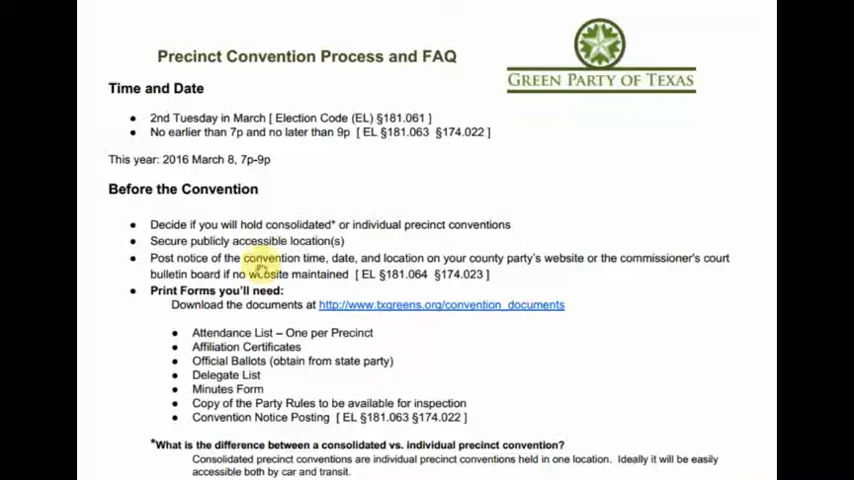 Precinct Convention Process and FAQ
GREEN PARTY OF TEXAS
Time and Date
● 2nd Tuesday in March [ Election Code (EL) §181.061 ]
● No earlier than 7p and no later than 9p [ EL §181.063 §174.022 ]
This year: 2016 March 8, 7p-9p
Before the Convention
● Decide if you will hold consolidated* or individual precinct conventions
● Secure publicly accessible location(s)
● Post notice of the convention time, date, and location on your county party's website or the commissioner's court
bulletin board if no website maintained [ EL §181.064 §174.023 ]
● Print Forms you'll need:
Download the documents at http://www.txgreens.org/convention_documents
● Attendance List – One per Precinct
● Affiliation Certificates
● Official Ballots (obtain from state party)
● Delegate List
● Minutes Form
● Copy of the Party Rules to be available for inspection
● Convention Notice Posting [ EL §181.063 §174.022 ]
*What is the difference between a consolidated vs. individual precinct convention?
Consolidated precinct conventions are individual precinct conventions held in one location. Ideally it will be easily
accessible both by car and transit.